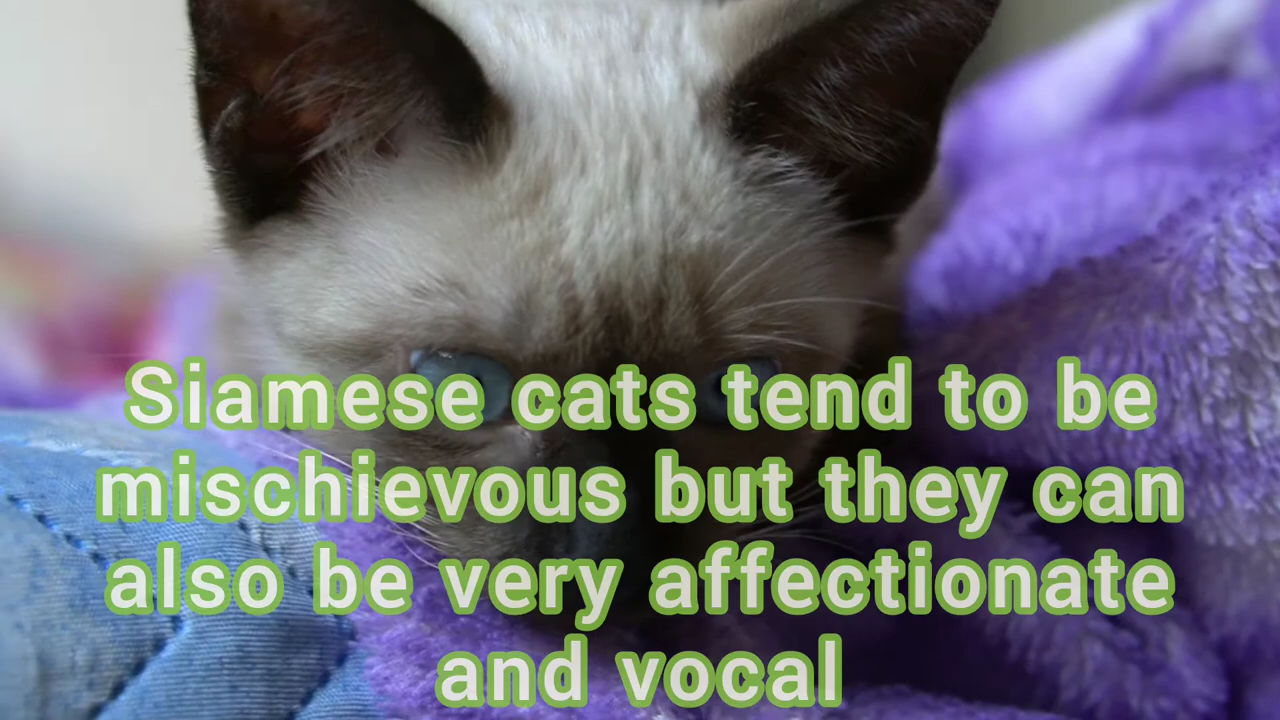 Siamese cats tend to be
mischievous but they can
also be very affectionate
and vocal